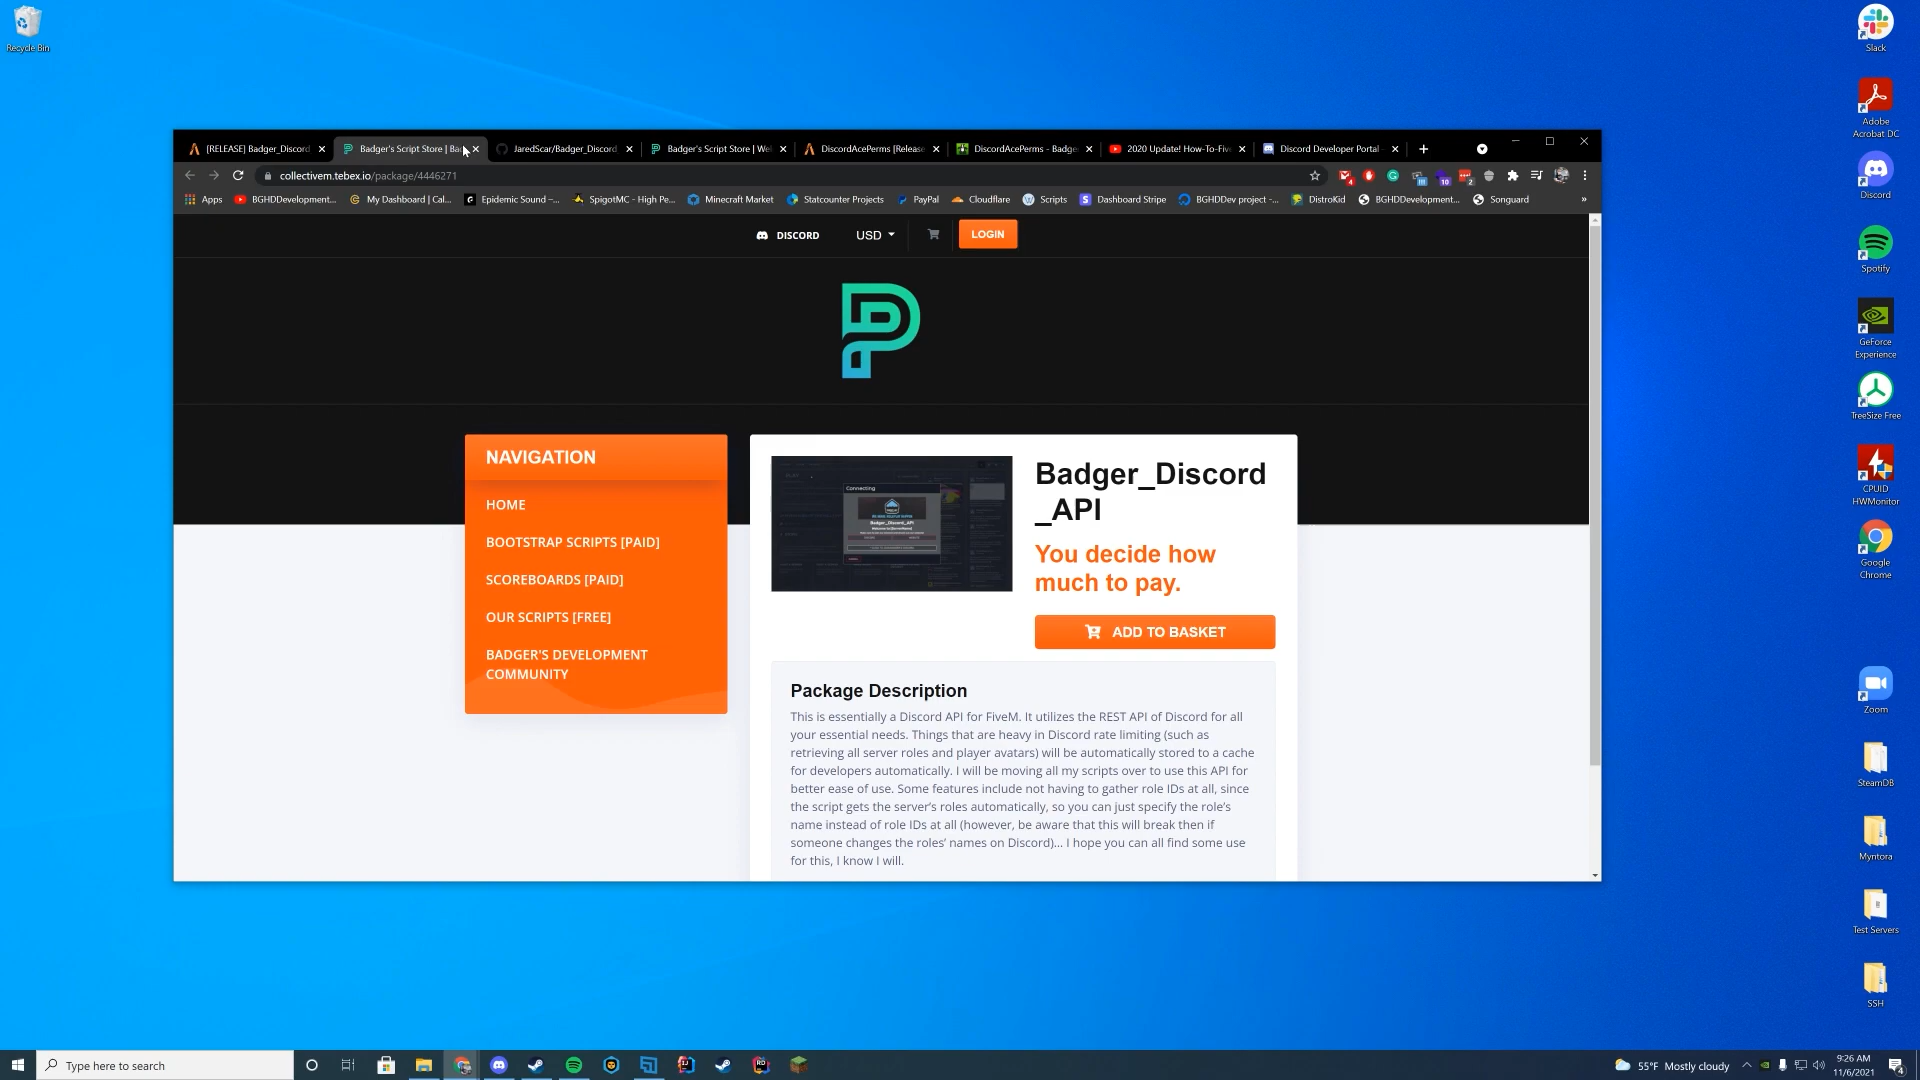 Recycle Bin
[RELEASE] Badger_Discord
Badger's Script Store | Ba
JaredScar/Badger_Discord
Badger's Script Store | Wel
DiscordAcePerms [Release
DiscordAcePerms - Badge
2020 Update! How-To-Fiv
Discord Developer Portal
collectivem.tebex.io/package/4446271
Apps
BGHDDevelopment...
My Dashboard | Cal...
Epidemic Sound –...
SpigotMC - High Pe...
Minecraft Market
Statcounter Projects
PayPal
Cloudflare
Scripts
Dashboard Stripe
BGHDDev project -...
DistroKid
BGHDDevelopment...
Songuard
»
DISCORD
USD
LOGIN
NAVIGATION
HOME
BOOTSTRAP SCRIPTS [PAID]
SCOREBOARDS [PAID]
OUR SCRIPTS [FREE]
BADGER'S DEVELOPMENT
COMMUNITY
Connecting
Badger_Discord_API
Badger_Discord
_API
You decide how
much to pay.
ADD TO BASKET
Package Description
This is essentially a Discord API for FiveM. It utilizes the REST API of Discord for all
your essential needs. Things that are heavy in Discord rate limiting (such as
retrieving all server roles and player avatars) will be automatically stored to a cache
for developers automatically. I will be moving all my scripts over to use this API for
better ease of use. Some features include not having to gather role IDs at all, since
the script gets the server's roles automatically, so you can just specify the role's
name instead of role IDs at all (however, be aware that this will break then if
someone changes the roles' names on Discord)... I hope you can all find some use
for this, I know I will.
Slack
Adobe
Acrobat DC
Discord
Spotify
GeForce
Experience
TreeSize Free
CPUID
HWMonitor
Google
Chrome
Zoom
SteamDB
Myntora
Test Servers
SSH
Type here to search
55°F Mostly cloudy
9:26 AM
11/6/2021
4